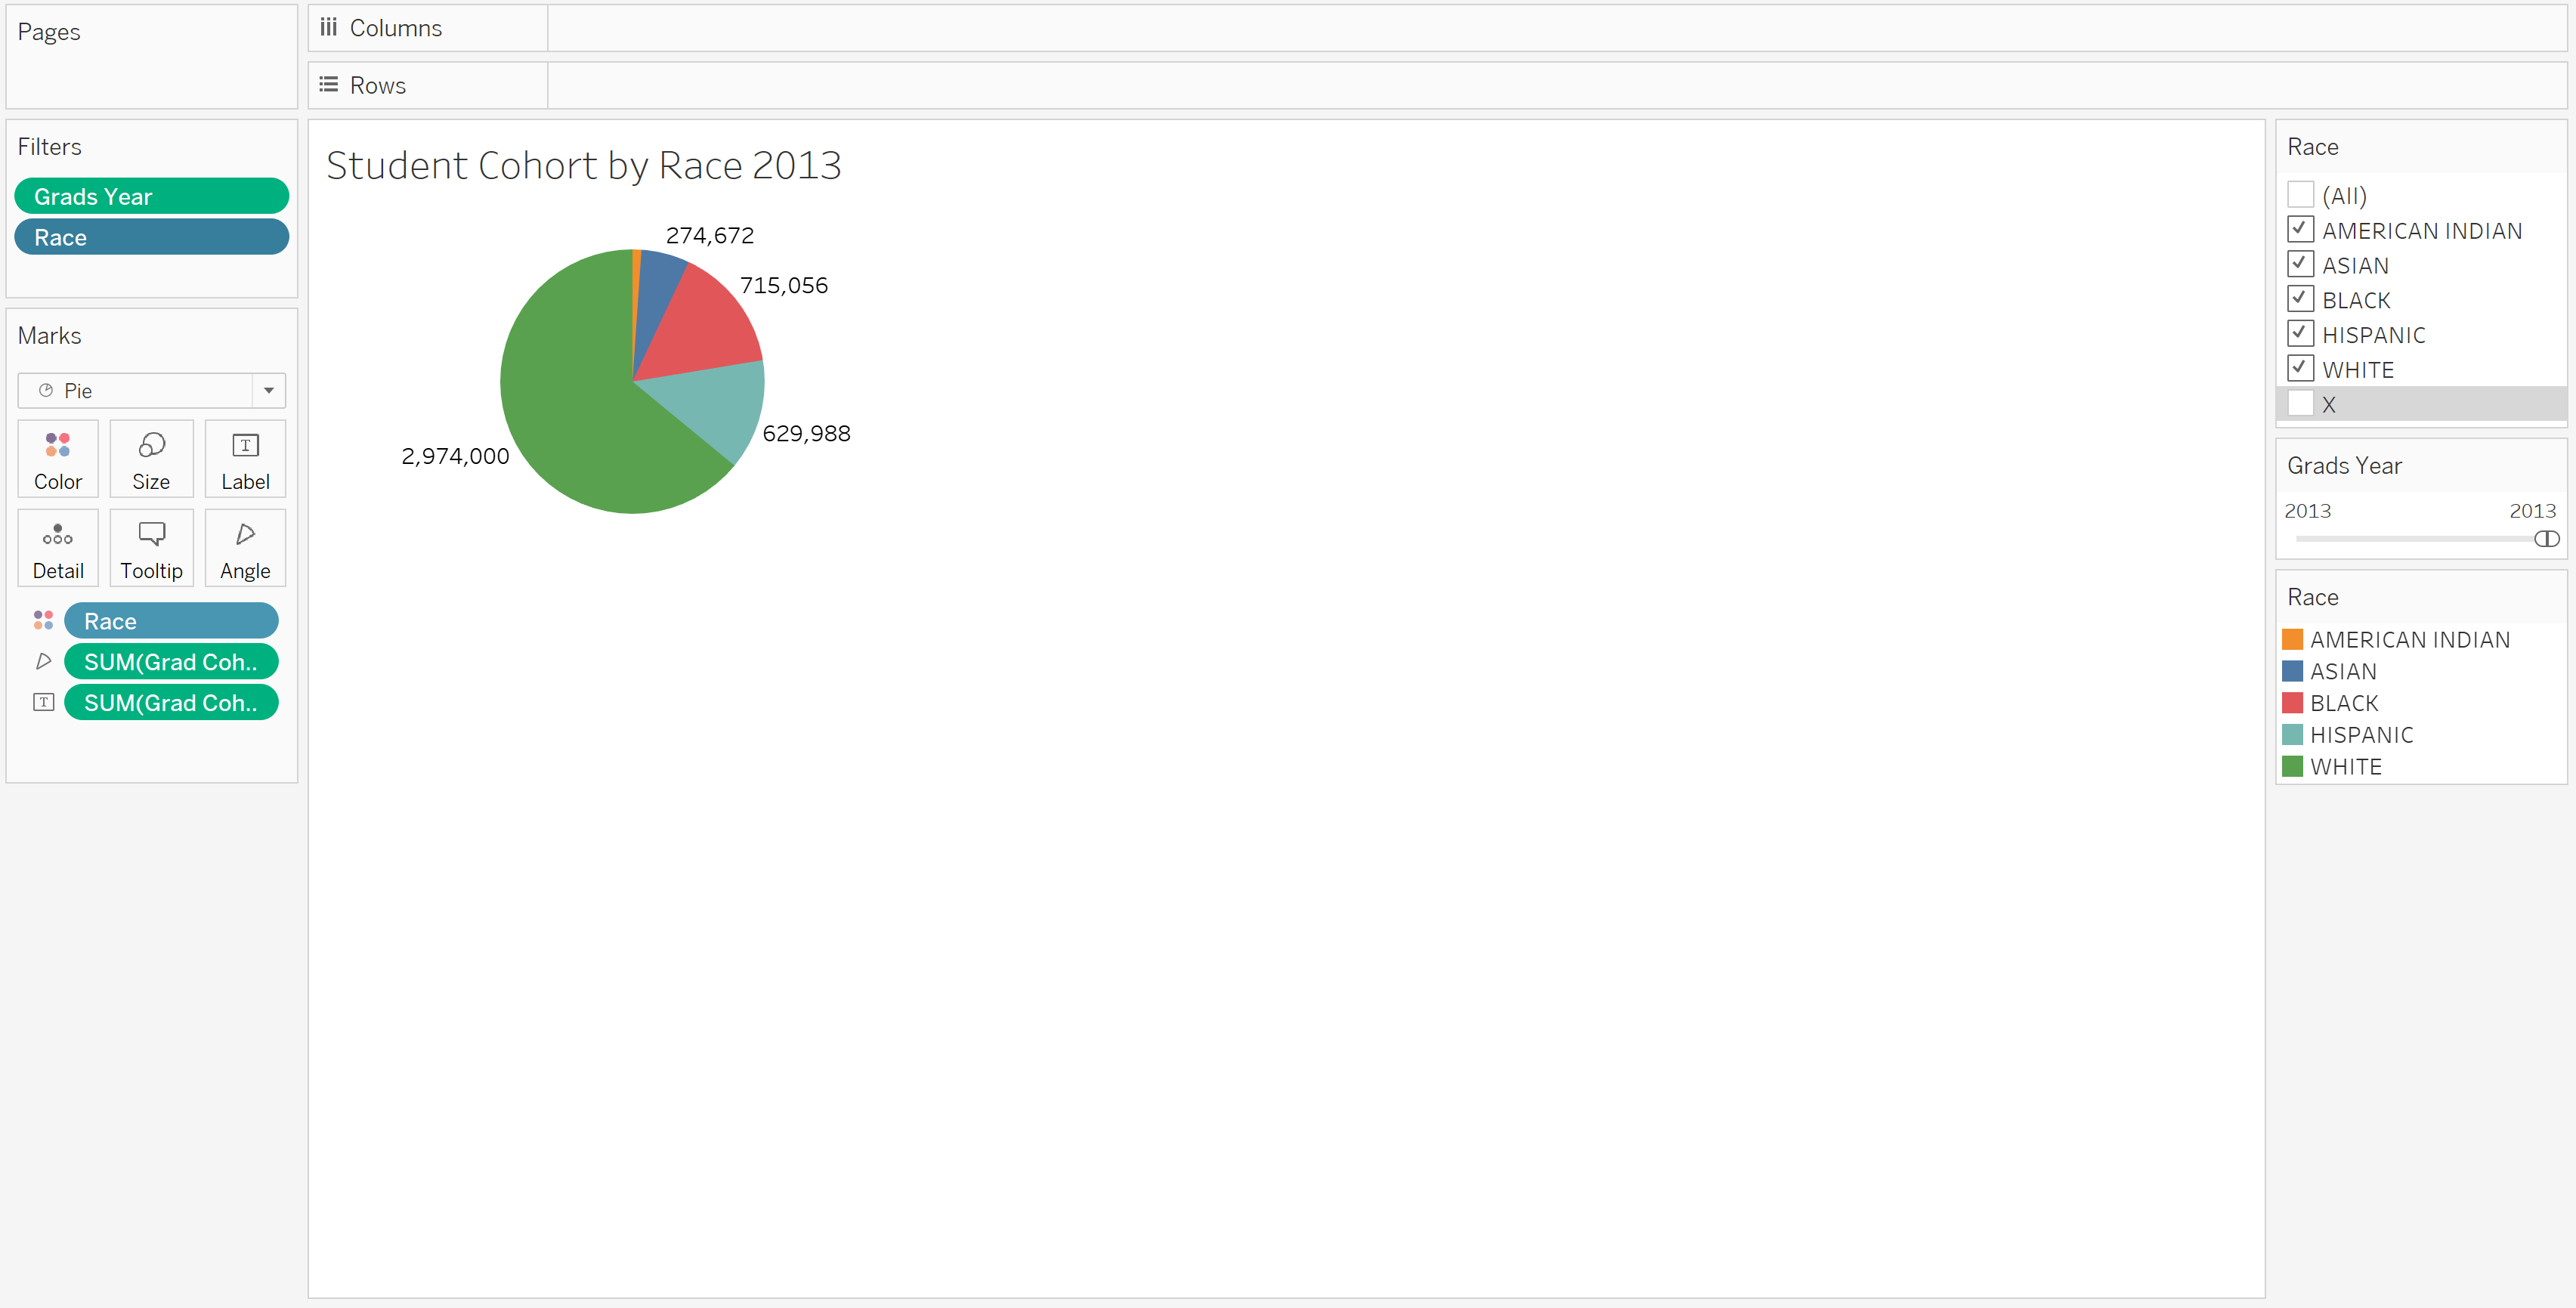 Pages
Columns
Rows
Filters
Grads Year
Race
Marks
Pie
Color
Size
Label
Detail
Tooltip
Angle
Race
SUM(Grad Coh..
SUM(Grad Coh..
Student Cohort by Race 2013
274,672
715,056
629,988
2,974,000
Race
(All)
AMERICAN INDIAN
ASIAN
BLACK
HISPANIC
WHITE
X
Grads Year
2013 2013
Race
AMERICAN INDIAN
ASIAN
BLACK
HISPANIC
WHITE